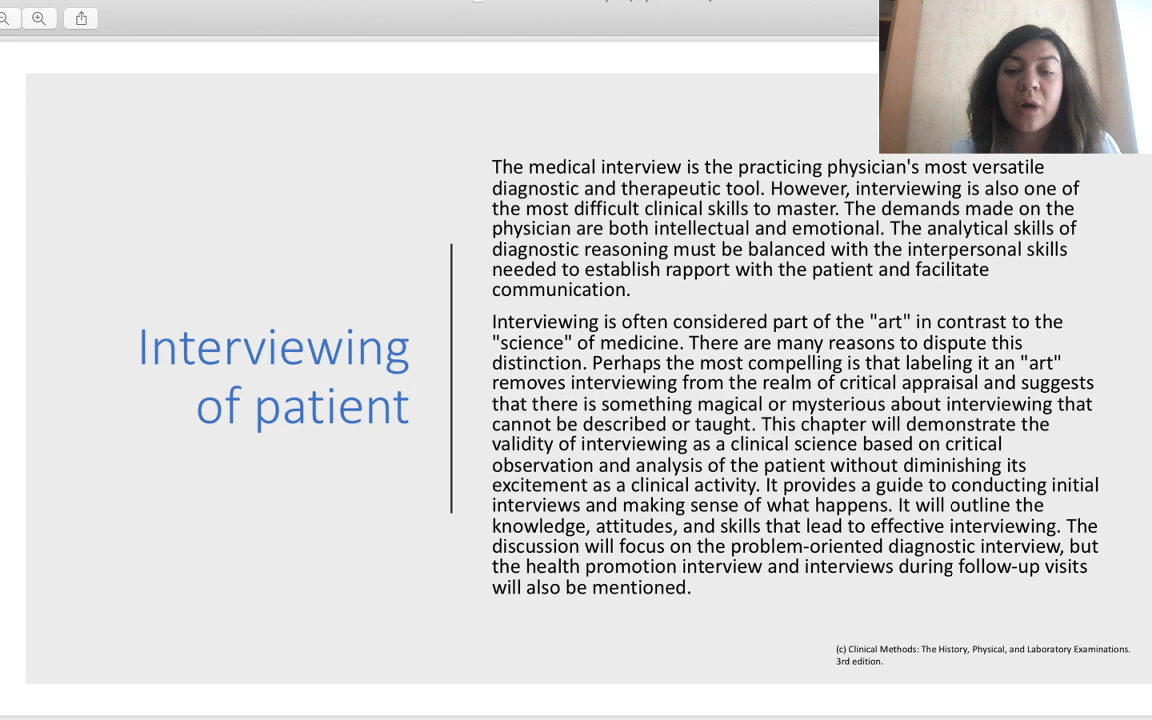 Interviewing
of patient
The medical interview is the practicing physician's most versatile
diagnostic and therapeutic tool. However, interviewing is also one of
the most difficult clinical skills to master. The demands made on the
physician are both intellectual and emotional. The analytical skills of
diagnostic reasoning must be balanced with the interpersonal skills
needed to establish rapport with the patient and facilitate
communication.
Interviewing is often considered part of the "art" in contrast to the
"science" of medicine. There are many reasons to dispute this
distinction. Perhaps the most compelling is that labeling it an "art"
removes interviewing from the realm of critical appraisal and suggests
that there is something magical or mysterious about interviewing that
cannot be described or taught. This chapter will demonstrate the
validity of interviewing as a clinical science based on critical
observation and analysis of the patient without diminishing its
excitement as a clinical activity. It provides a guide to conducting initial
interviews and making sense of what happens. It will outline the
knowledge, attitudes, and skills that lead to effective interviewing. The
discussion will focus on the problem-oriented diagnostic interview, but
the health promotion interview and interviews during follow-up visits
will also be mentioned.
(c) Clinical Methods: The History, Physical, and Laboratory Examinations.
3rd edition.